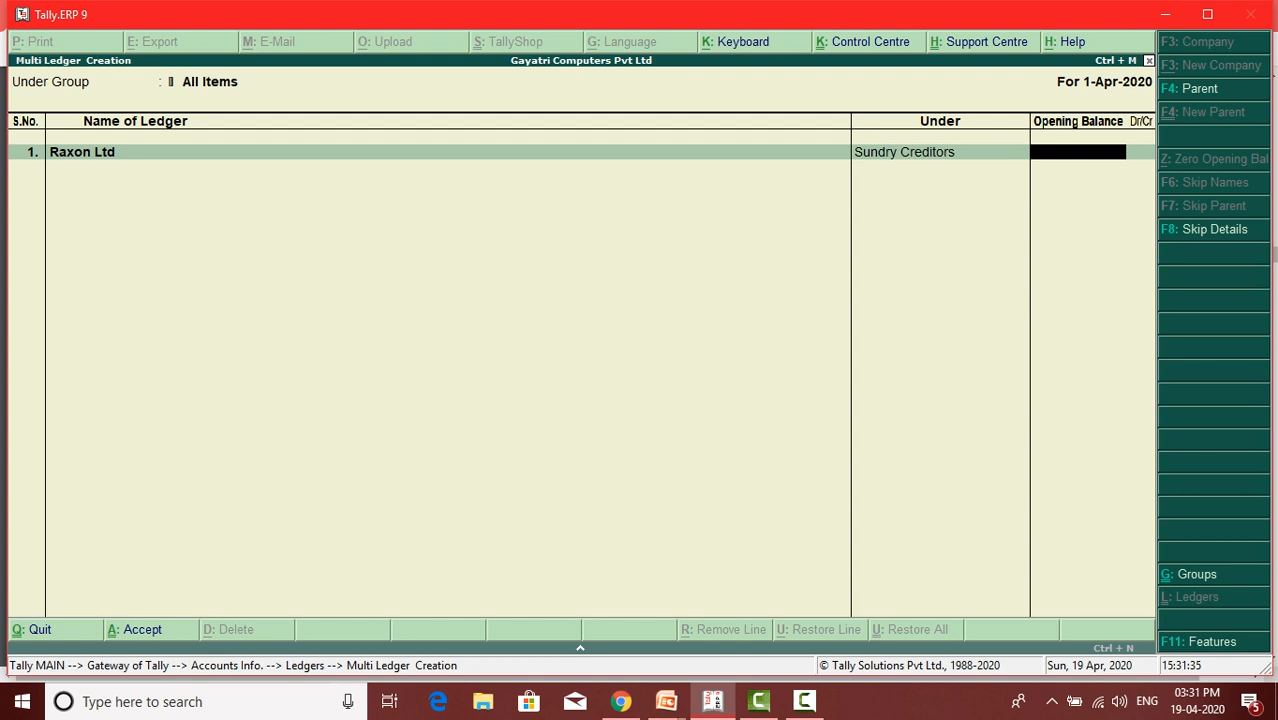 Tally.ERP 9
P: Print E: Export M: E-Mail O: Upload S: TallyShop G: Language K: Keyboard K: Control Centre H: Support Centre H: Help
Multi Ledger Creation Gayatri Computers Pvt Ltd Ctrl + M
Under Group : All Items For 1-Apr-2020
S.No. Name of Ledger Under Opening Balance Dr/Cr
1. Raxon Ltd Sundry Creditors
F3: Company
F3: New Company
F4: Parent
F4: New Parent
Z: Zero Opening Bal
F6: Skip Names
F7: Skip Parent
F8: Skip Details
G: Groups
L: Ledgers
F11: Features
Q: Quit A: Accept D: Delete R: Remove Line U: Restore Line U: Restore All
Ctrl + N
Tally MAIN --> Gateway of Tally --> Accounts Info. --> Ledgers --> Multi Ledger Creation © Tally Solutions Pvt Ltd., 1988-2020 Sun, 19 Apr, 2020 15:31:35
Type here to search ENG 03:31 PM
19-04-2020 5